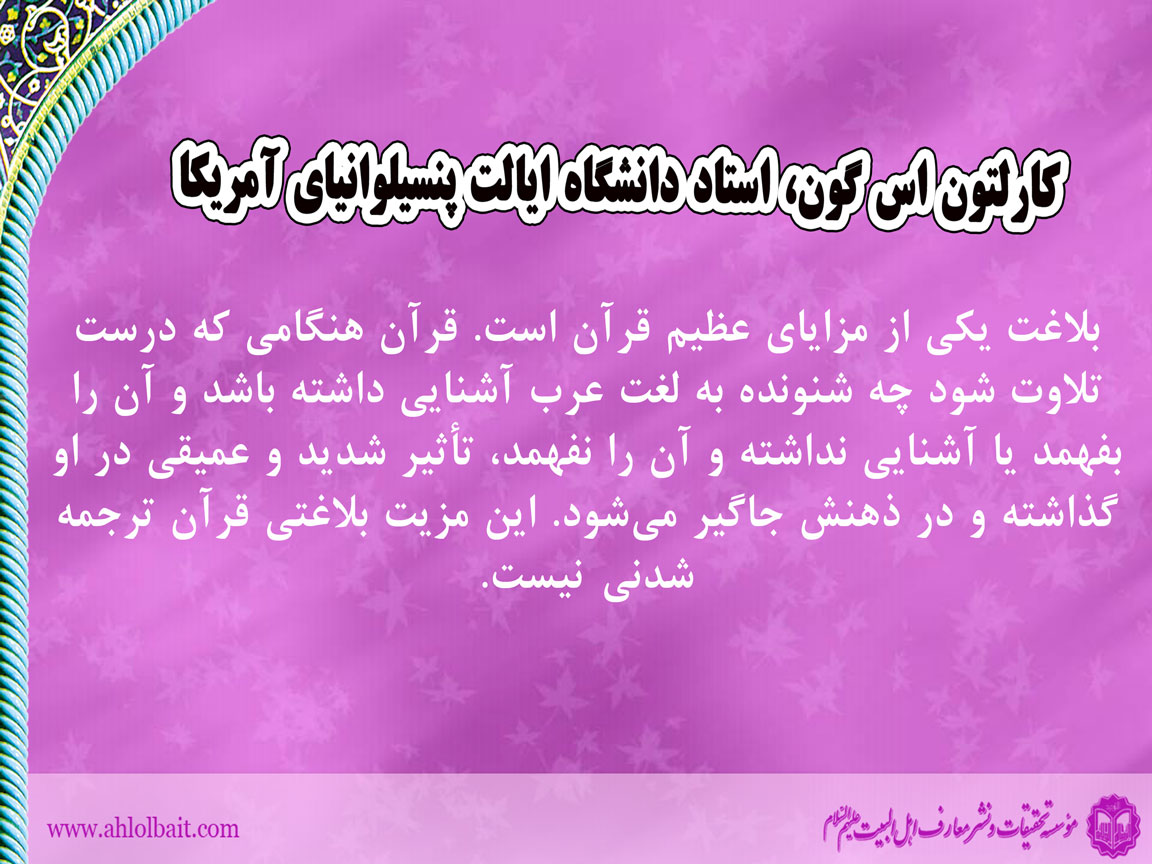 کارلتون اس گون، استاد دانشگاه ایالت پنسیلوانیای آمریکا
بلاغت یکی از مزایای عظیم قرآن است. قرآن هنگامی که درست
تلاوت شود چه شنونده به لغت عرب آشنایی داشته باشد و آن را
بفهمد یا آشنایی نداشته و آن را نفهمد، تأثیر شدید و عمیقی در او
گذاشته و در ذهنش جاگیر می‌شود. این مزیت بلاغتی قرآن ترجمه
شدنی نیست.
مؤسسه تحقیقات و نشر معارف اهل البیت علیهم السلام
www.ahlolbait.com